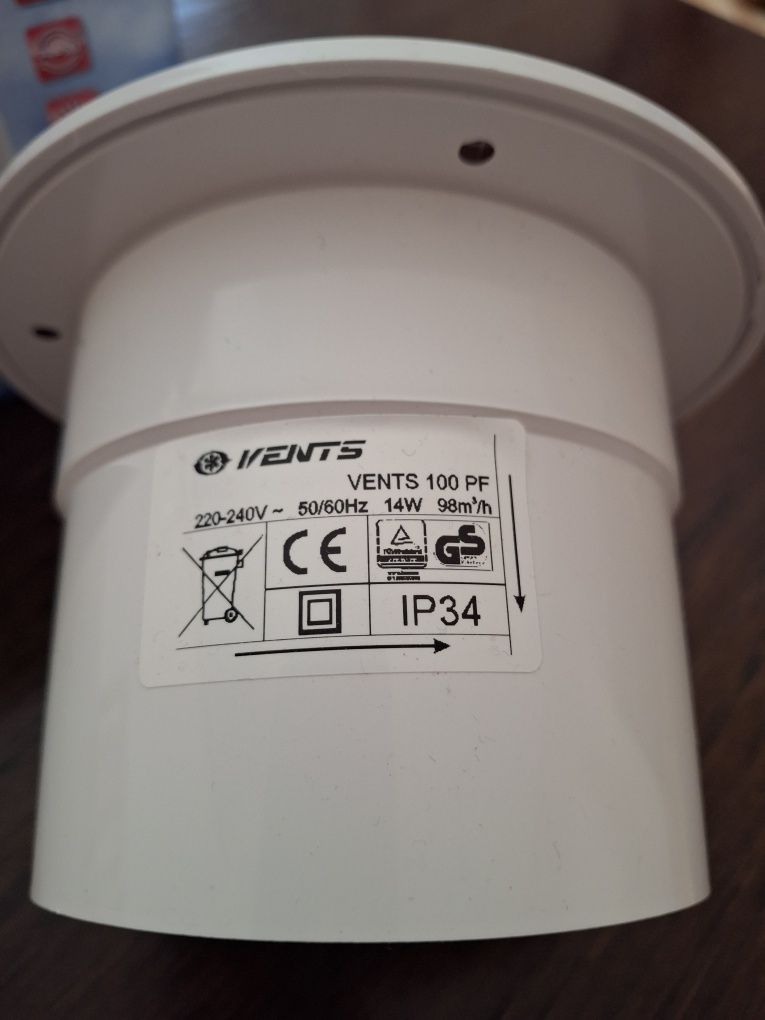 VENTS
VENTS 100 PF
220-240V ~ 50/60Hz 14W 98m³/h
CE
GS
IP34